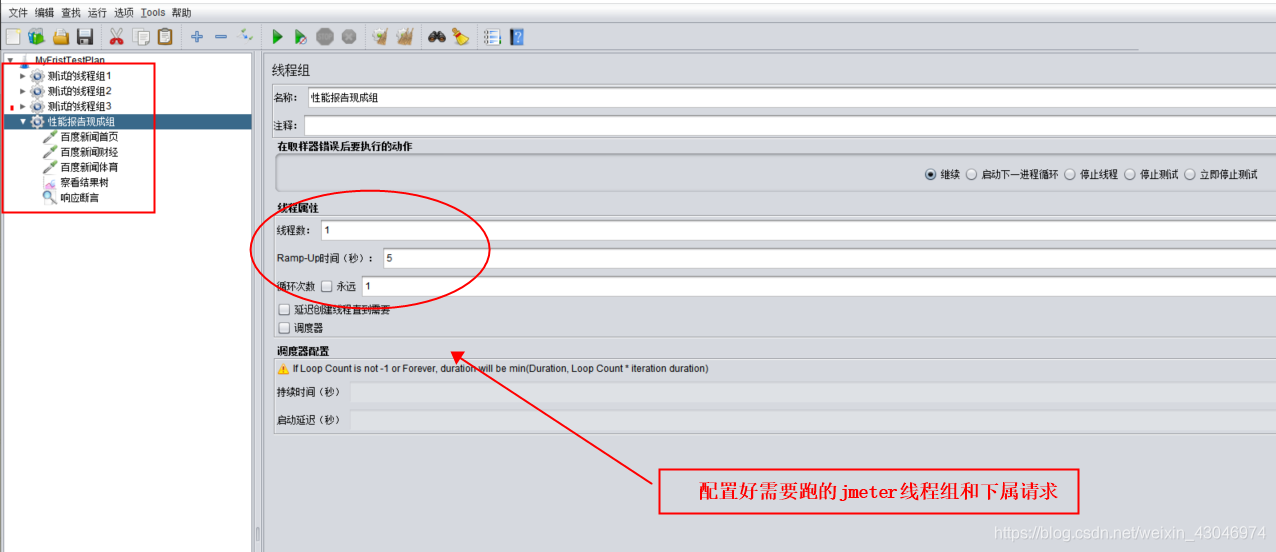 文件 编辑 查找 运行 选项 Tools 帮助
MyFristTestPlan
测试的线程组1
测试的线程组2
测试的线程组3
性能报告现成组
百度新闻首页
百度新闻财经
百度新闻体育
察看结果树
响应断言
线程组
名称： 性能报告现成组
注释：
在取样器错误后要执行的动作
继续 启动下一进程循环 停止线程 停止测试 立即停止测试
线程属性
线程数： 1
Ramp-Up时间（秒）： 5
循环次数 永远 1
延迟创建线程直到需要
调度器
调度器配置
If Loop Count is not -1 or Forever, duration will be min(Duration, Loop Count * iteration duration)
持续时间（秒）
启动延迟（秒）
配置好需要跑的jmeter线程组和下属请求
https://blog.csdn.net/weixin_43046974